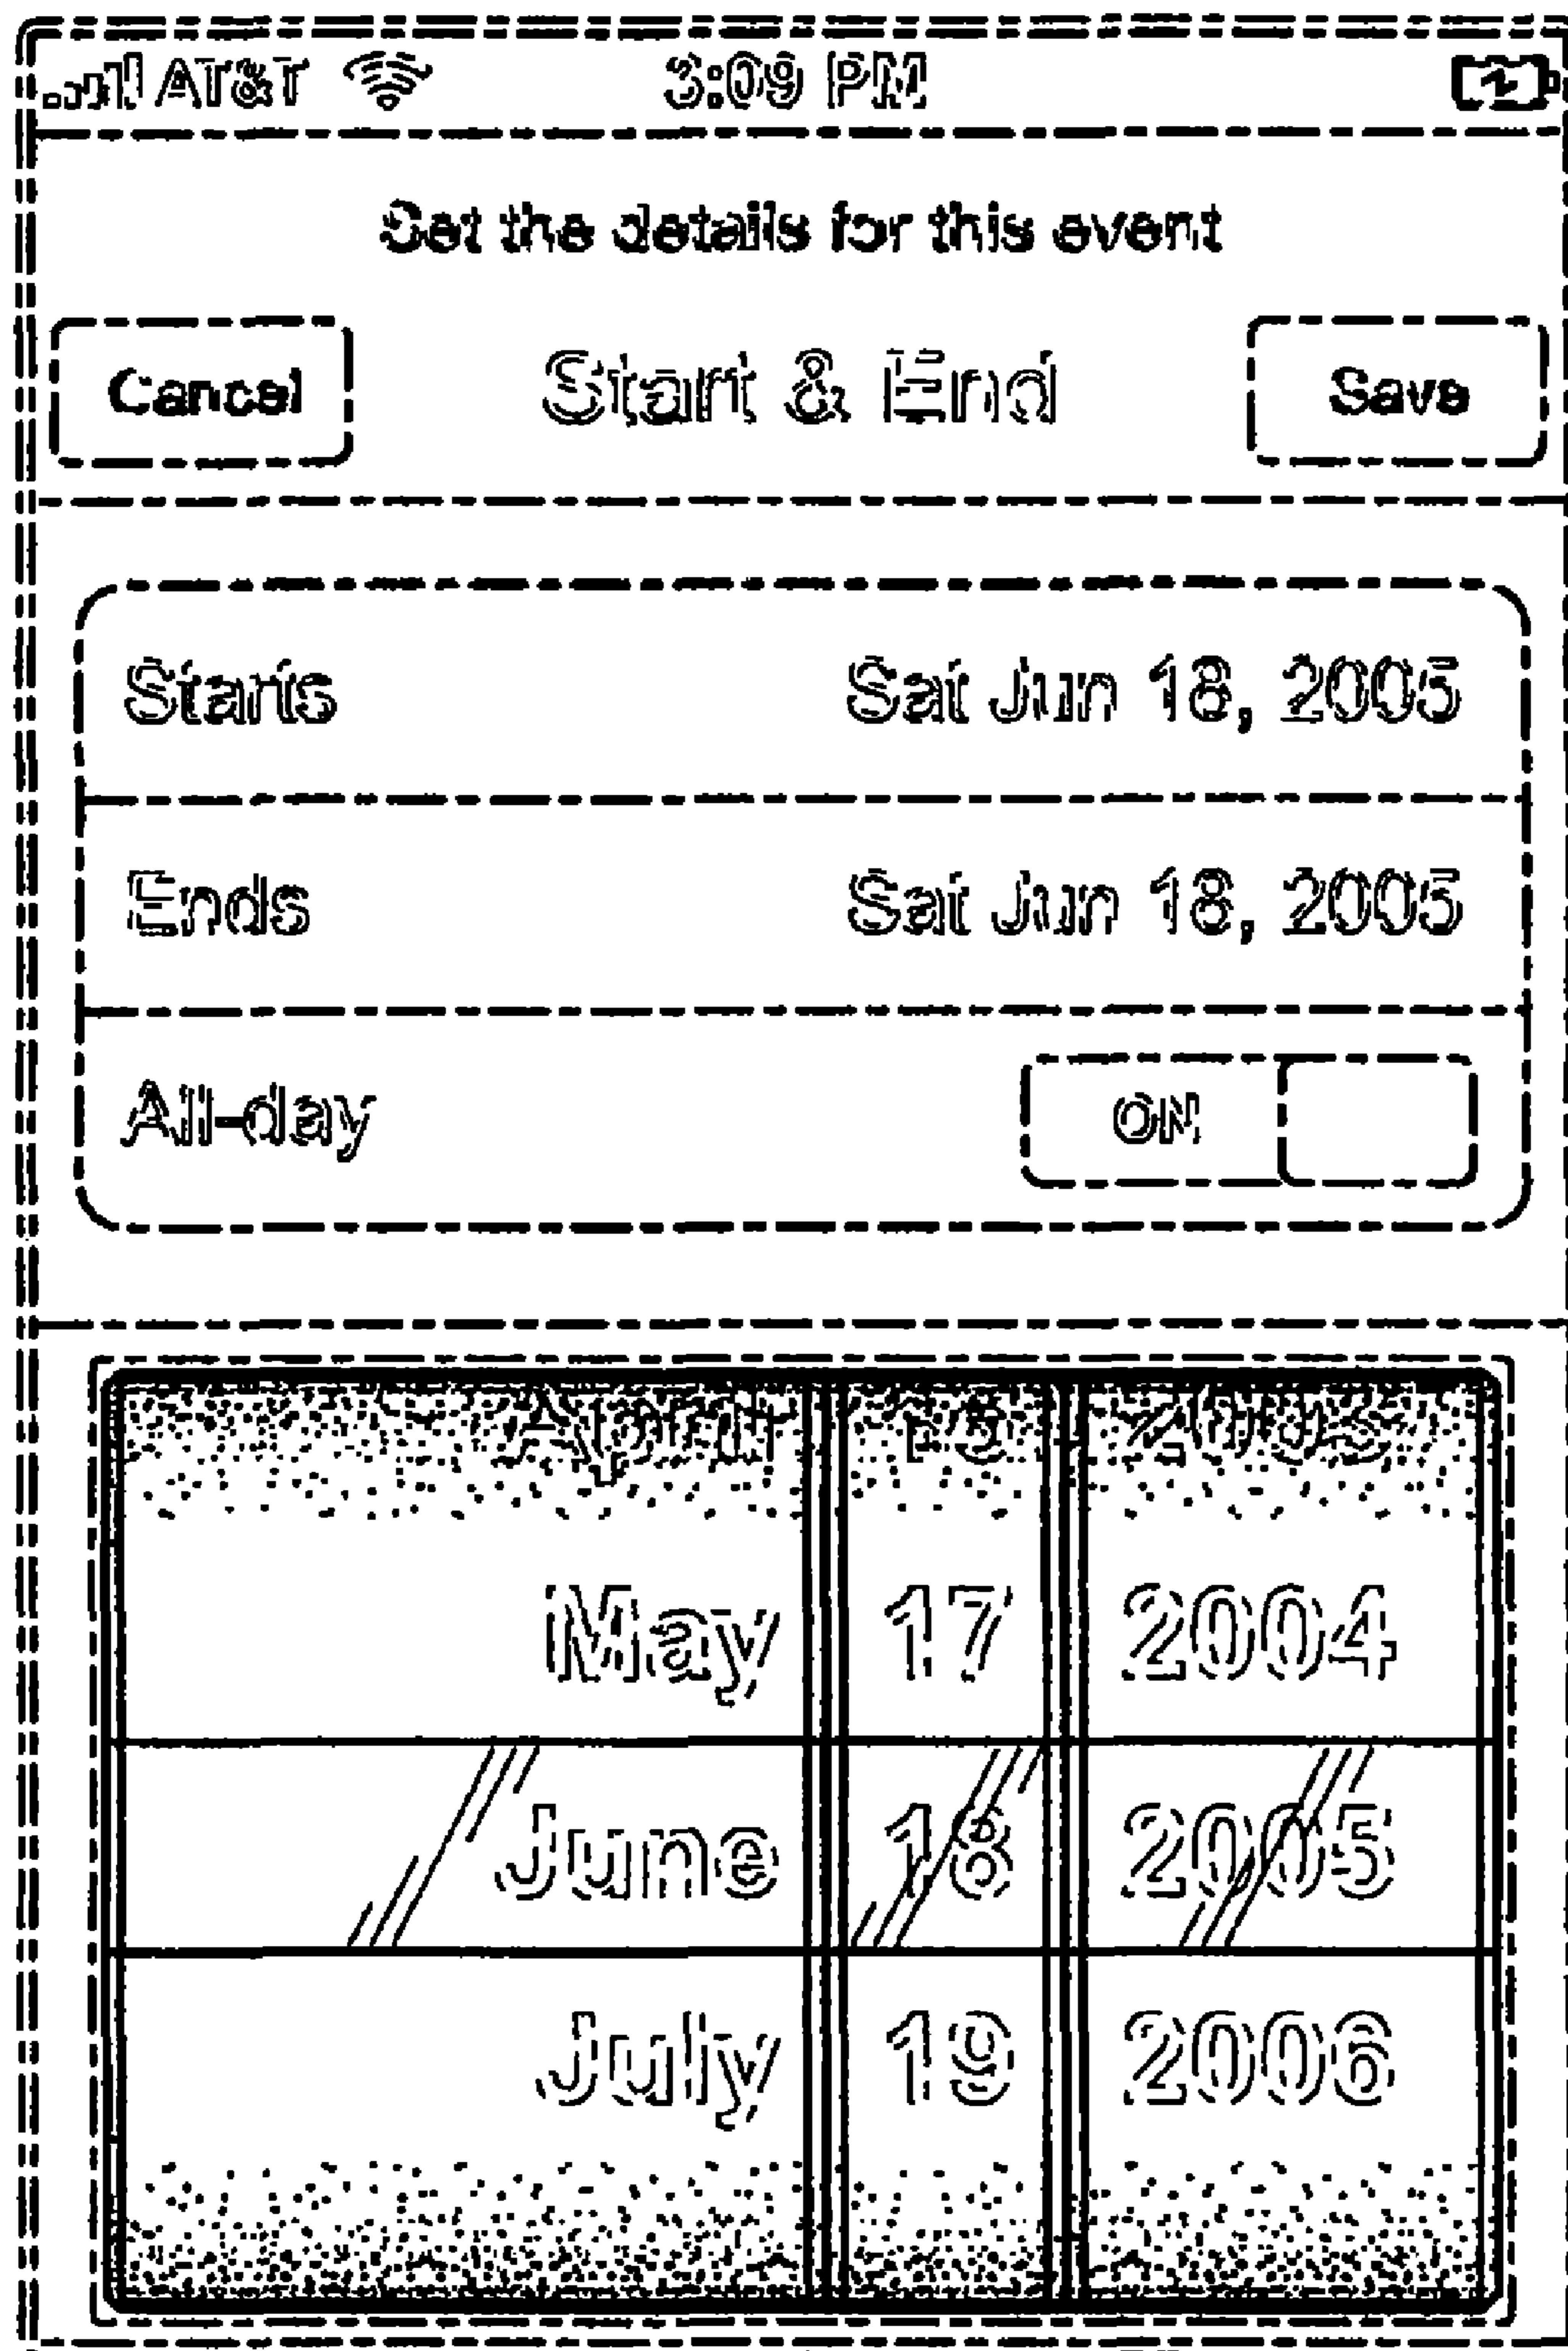 AT&T 3:09 PM
Set the details for this event
Cancel Start & End Save
Starts Sat Jun 18, 2005
Ends Sat Jun 18, 2005
All-day ON
April 2003
May 17 2004
June 18 2005
July 19 2006